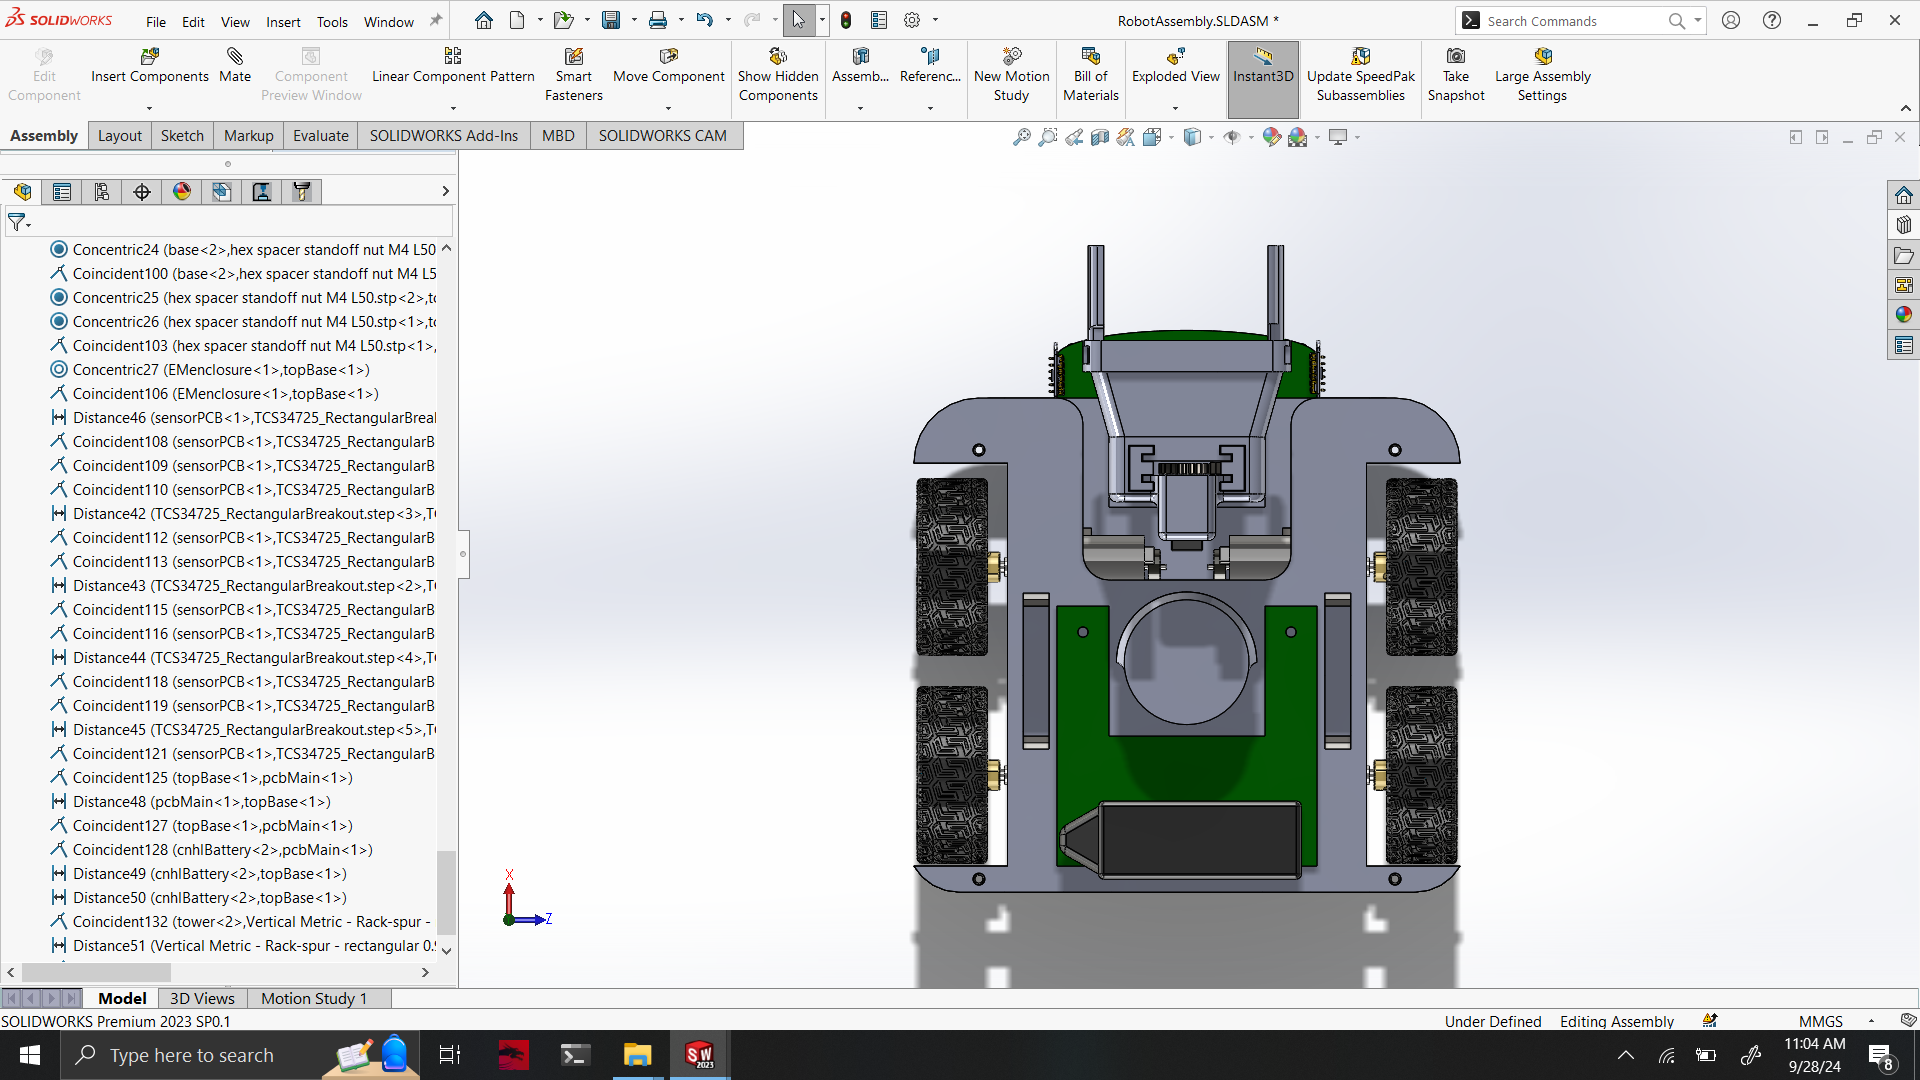 SOLIDWORKS
File Edit View Insert Tools Window
RobotAssembly.SLDASM *
Search Commands
Edit Component
Insert Components
Mate
Component Preview Window
Linear Component Pattern
Smart Fasteners
Move Component
Show Hidden Components
Assemb...
Referenc...
New Motion Study
Bill of Materials
Exploded View
Instant3D
Update SpeedPak Subassemblies
Take Snapshot
Large Assembly Settings
Assembly Layout Sketch Markup Evaluate SOLIDWORKS Add-Ins MBD SOLIDWORKS CAM
Concentric24 (base<2>,hex spacer standoff nut M4 L50
Coincident100 (base<2>,hex spacer standoff nut M4 L5
Concentric25 (hex spacer standoff nut M4 L50.stp<2>,to
Concentric26 (hex spacer standoff nut M4 L50.stp<1>,to
Coincident103 (hex spacer standoff nut M4 L50.stp<1>,
Concentric27 (EMenclosure<1>,topBase<1>)
Coincident106 (EMenclosure<1>,topBase<1>)
Distance46 (sensorPCB<1>,TCS34725_RectangularBreal
Coincident108 (sensorPCB<1>,TCS34725_RectangularB
Coincident109 (sensorPCB<1>,TCS34725_RectangularB
Coincident110 (sensorPCB<1>,TCS34725_RectangularB
Distance42 (TCS34725_RectangularBreakout.step<3>,T(
Coincident112 (sensorPCB<1>,TCS34725_RectangularB
Coincident113 (sensorPCB<1>,TCS34725_RectangularB
Distance43 (TCS34725_RectangularBreakout.step<2>,T(
Coincident115 (sensorPCB<1>,TCS34725_RectangularB
Coincident116 (sensorPCB<1>,TCS34725_RectangularB
Distance44 (TCS34725_RectangularBreakout.step<4>,T(
Coincident118 (sensorPCB<1>,TCS34725_RectangularB
Coincident119 (sensorPCB<1>,TCS34725_RectangularB
Distance45 (TCS34725_RectangularBreakout.step<5>,TC
Coincident121 (sensorPCB<1>,TCS34725_RectangularB
Coincident125 (topBase<1>,pcbMain<1>)
Distance48 (pcbMain<1>,topBase<1>)
Coincident127 (topBase<1>,pcbMain<1>)
Coincident128 (cnhlBattery<2>,pcbMain<1>)
Distance49 (cnhlBattery<2>,topBase<1>)
Distance50 (cnhlBattery<2>,topBase<1>)
Coincident132 (tower<2>,Vertical Metric - Rack-spur -
Distance51 (Vertical Metric - Rack-spur - rectangular 0.9
X
Z
Model 3D Views Motion Study 1
SOLIDWORKS Premium 2023 SP0.1
Under Defined Editing Assembly MMGS
Type here to search
SW 2023
11:04 AM
9/28/24
8